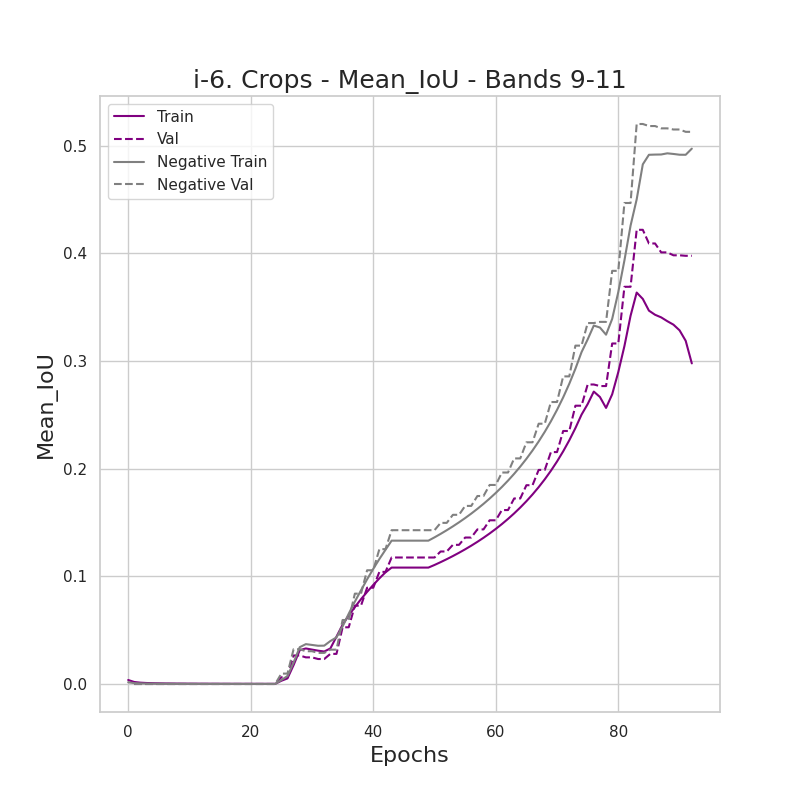 i-6. Crops - Mean_IoU - Bands 9-11
Train
Val
Negative Train
Negative Val
Mean_IoU
0.5
0.4
0.3
0.2
0.1
0.0
0
20
40
60
80
Epochs